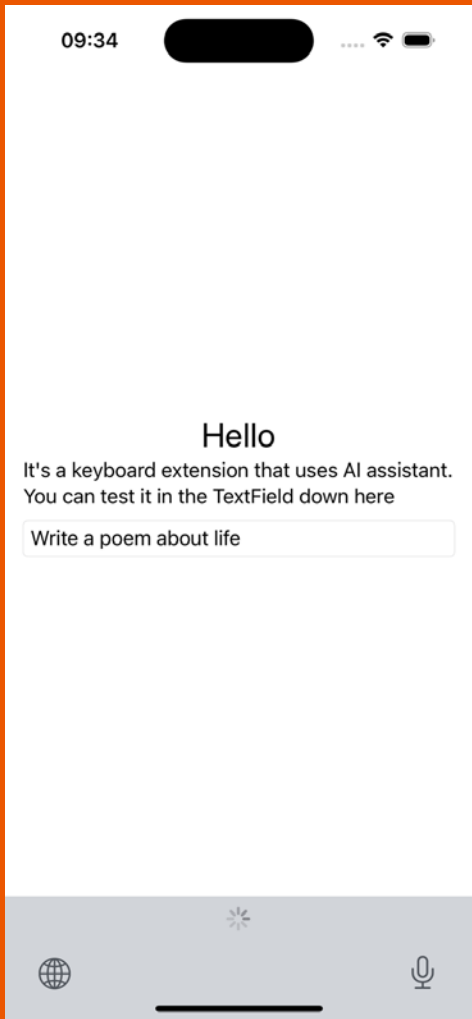 09:34
Hello
It's a keyboard extension that uses AI assistant.
You can test it in the TextField down here
Write a poem about life